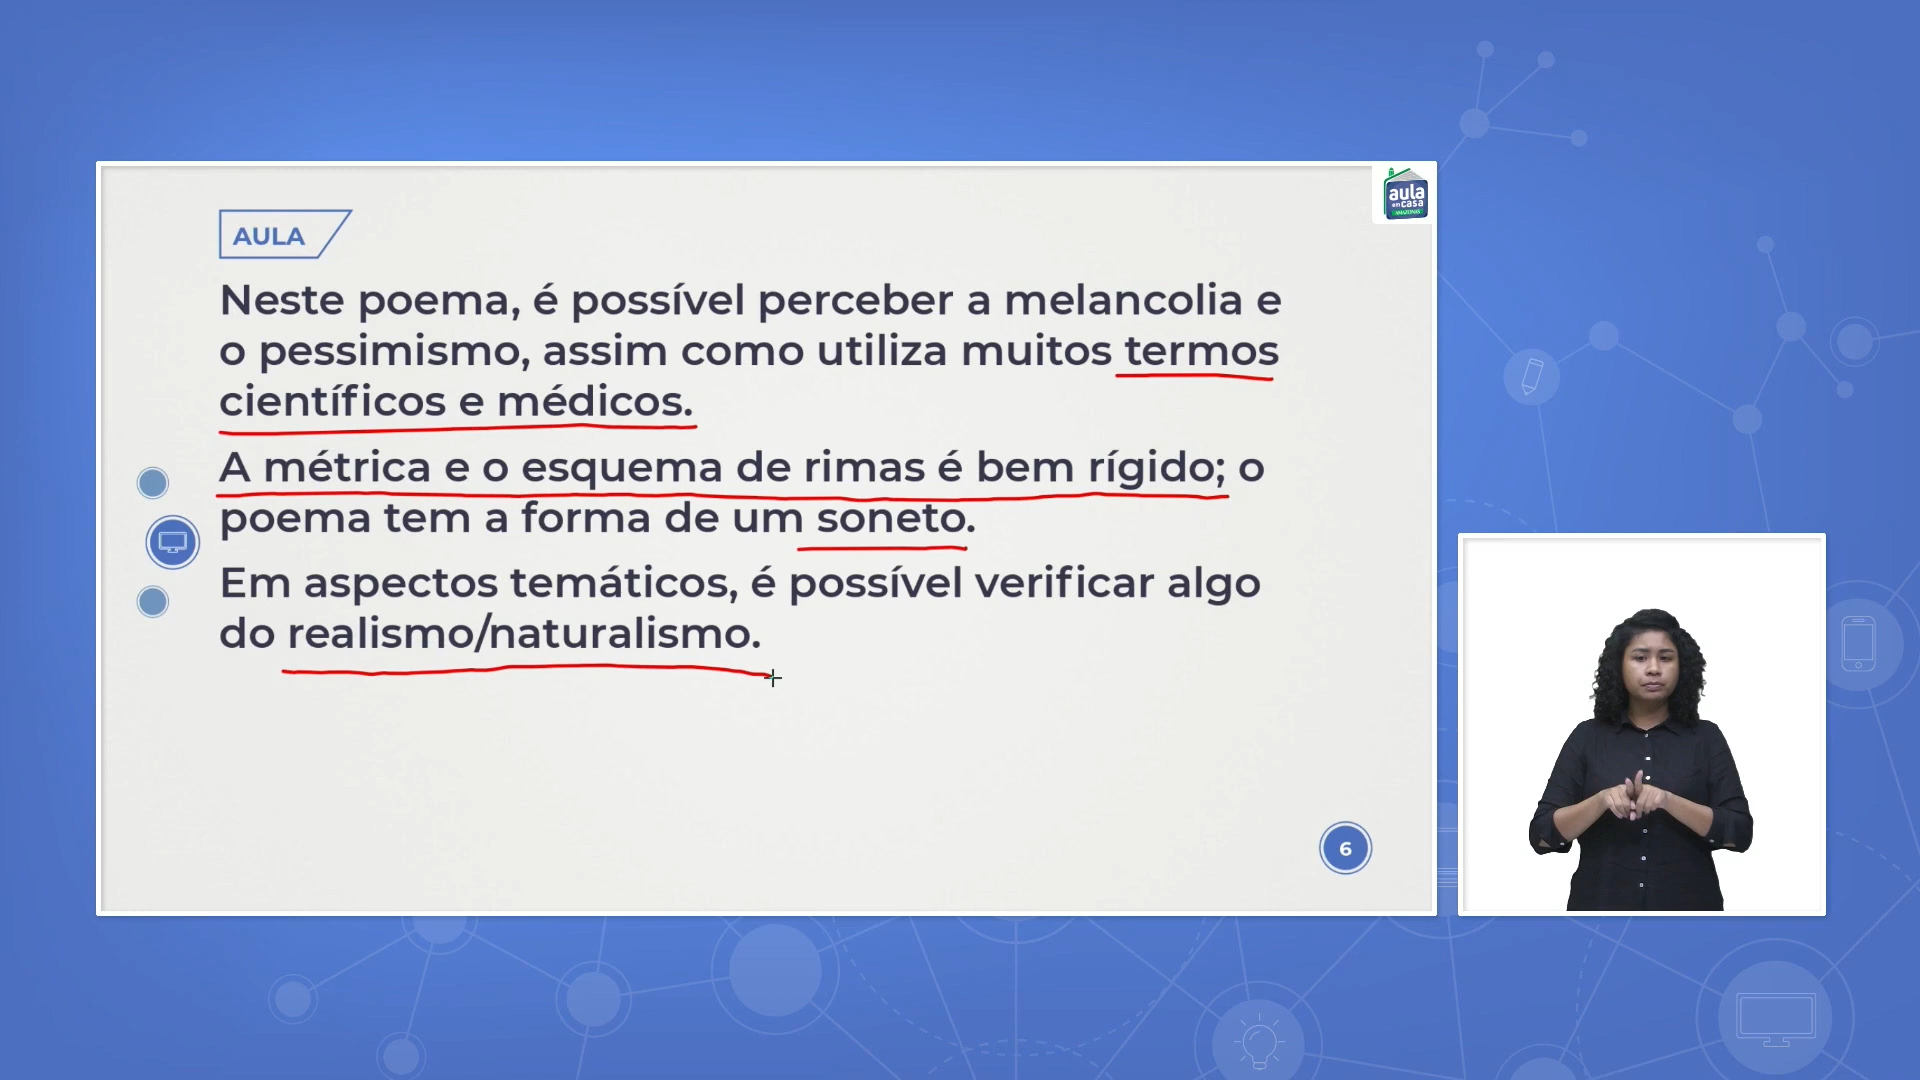 aula
em casa
AMAZONAS
AULA
Neste poema, é possível perceber a melancolia e
o pessimismo, assim como utiliza muitos termos
científicos e médicos.
A métrica e o esquema de rimas é bem rígido; o
poema tem a forma de um soneto.
Em aspectos temáticos, é possível verificar algo
do realismo/naturalismo.
6